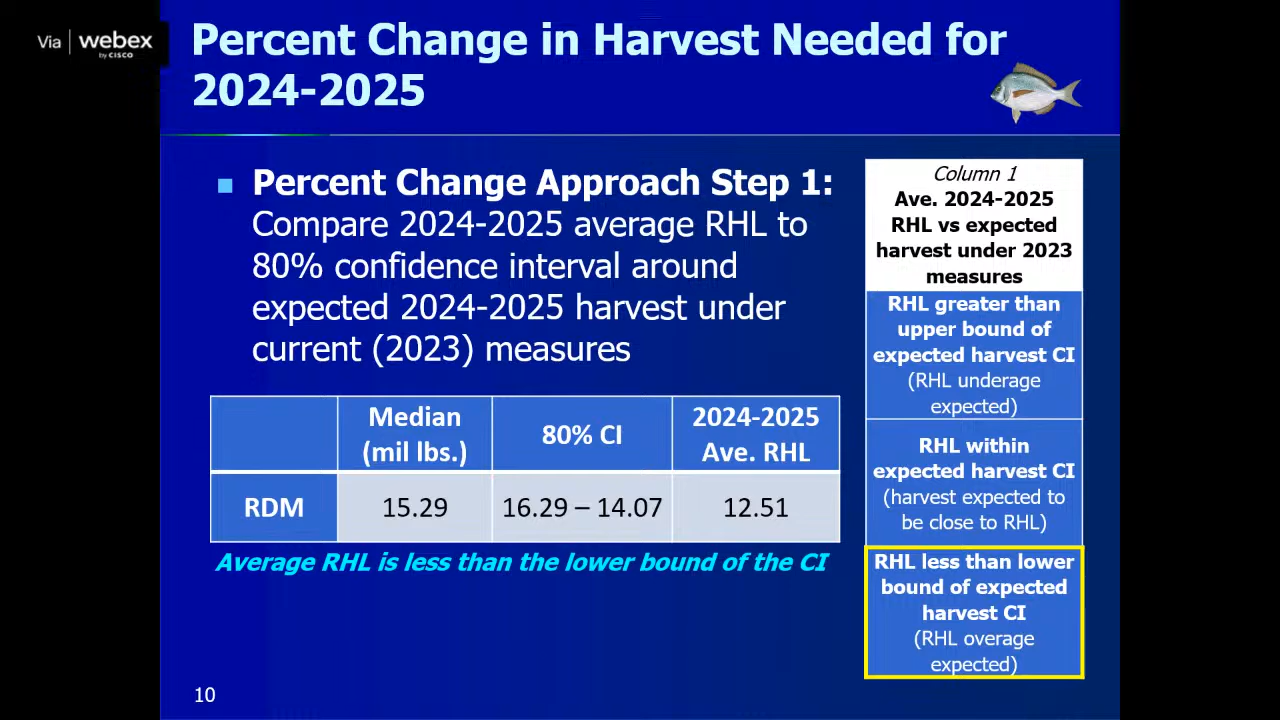 Via | webex
by CISCO
Percent Change in Harvest Needed for
2024-2025
Percent Change Approach Step 1:
Compare 2024-2025 average RHL to
80% confidence interval around
expected 2024-2025 harvest under
current (2023) measures
Median
(mil lbs.)
80% CI
2024-2025
Ave. RHL
RDM
15.29
16.29 – 14.07
12.51
Average RHL is less than the lower bound of the CI
Column 1
Ave. 2024-2025
RHL vs expected
harvest under 2023
measures
RHL greater than
upper bound of
expected harvest CI
(RHL underage
expected)
RHL within
expected harvest CI
(harvest expected to
be close to RHL)
RHL less than lower
bound of expected
harvest CI
(RHL overage
expected)
10